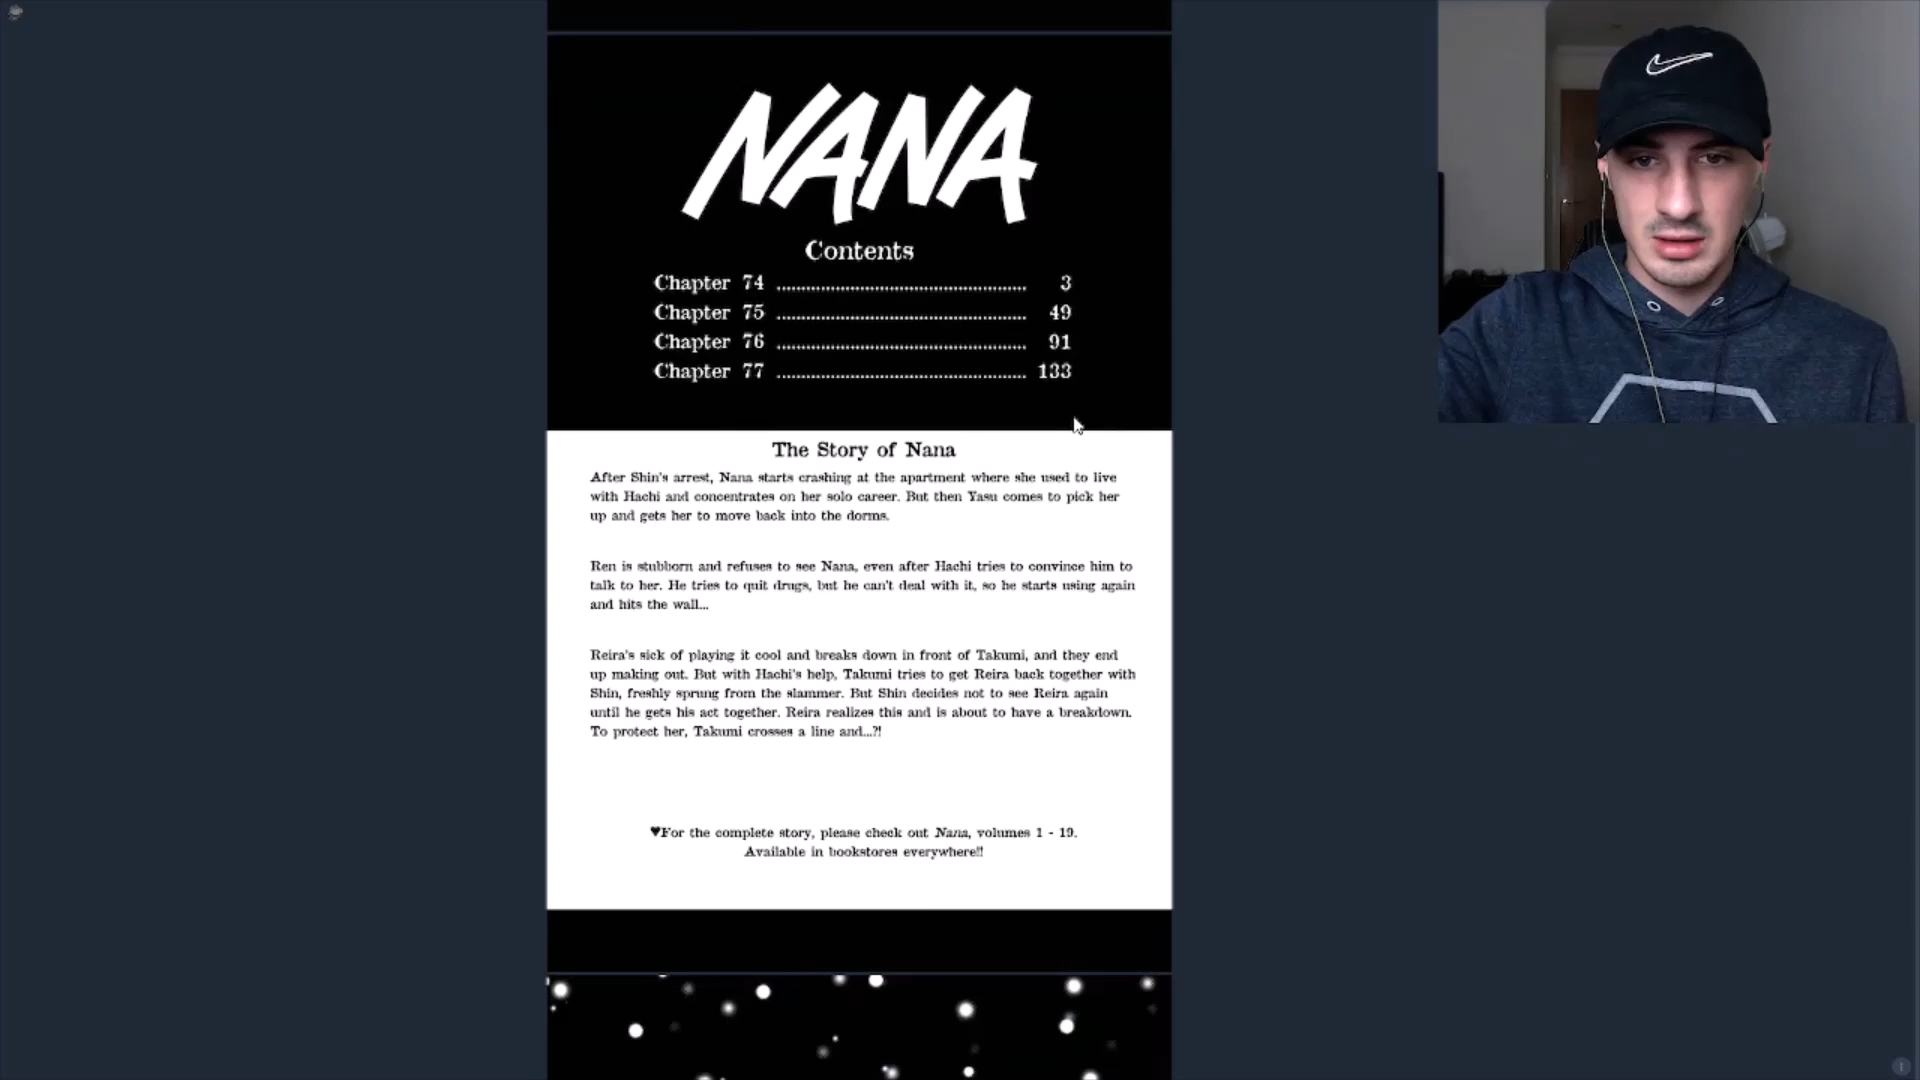 NANA
Contents
Chapter 74 .................................................. 3
Chapter 75 .................................................. 49
Chapter 76 .................................................. 91
Chapter 77 .................................................. 133
The Story of Nana
After Shin's arrest, Nana starts crashing at the apartment where she used to live
with Hachi and concentrates on her solo career. But then Yasu comes to pick her
up and gets her to move back into the dorms.
Ren is stubborn and refuses to see Nana, even after Hachi tries to convince him to
talk to her. He tries to quit drugs, but he can't deal with it, so he starts using again
and hits the wall...
Reira's sick of playing it cool and breaks down in front of Takumi, and they end
up making out. But with Hachi's help, Takumi tries to get Reira back together with
Shin, freshly sprung from the slammer. But Shin decides not to see Reira again
until he gets his act together. Reira realizes this and is about to have a breakdown.
To protect her, Takumi crosses a line and...?!
♥For the complete story, please check out Nana, volumes 1 - 19.
Available in bookstores everywhere!!